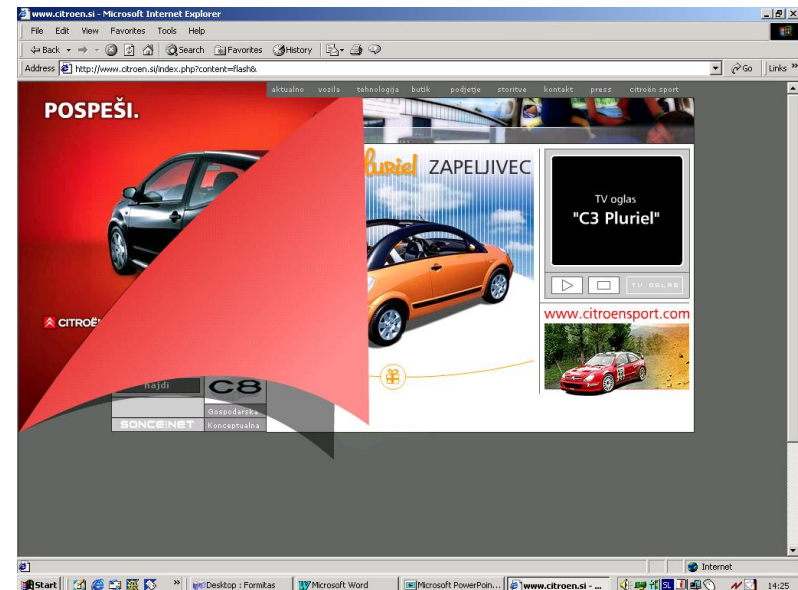 www.citroen.si - Microsoft Internet Explorer
File Edit View Favorites Tools Help
Back Search Favorites History
Address http://www.citroen.si/index.php?content=flash& Go Links »
aktualno vozila tehnologija butik podjetje storitve kontakt press citroën sport
POSPEŠI.
pluriel ZAPELJIVEC
TV oglas
"C3 Pluriel"
TV OGLAS
www.citroensport.com
CITROË
najdi
C8
Gospodarska
SONCE:NET Konceptualna
Internet
Start » Desktop : Formitas Microsoft Word Microsoft PowerPoin... www.citroen.si - ... SL 14:25